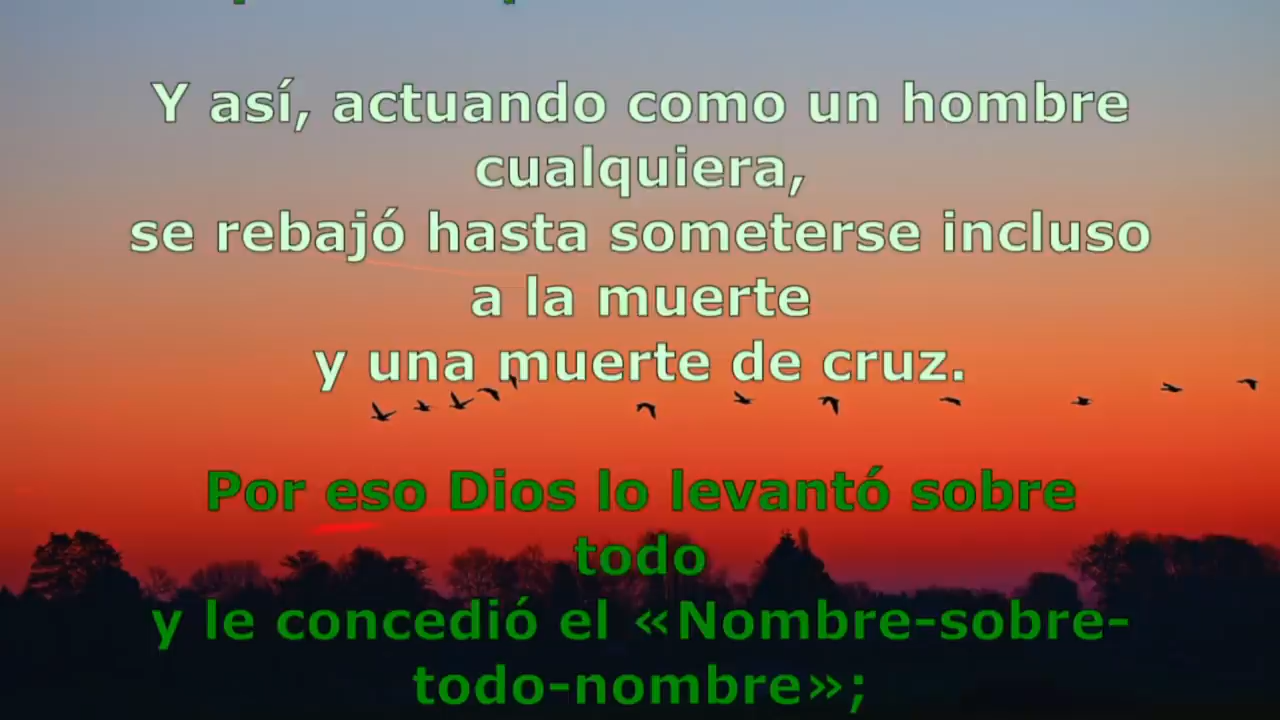 Y así, actuando como un hombre
cualquiera,
se rebajó hasta someterse incluso
a la muerte
y una muerte de cruz.
Por eso Dios lo levantó sobre
todo
y le concedió el «Nombre-sobre-
todo-nombre»;